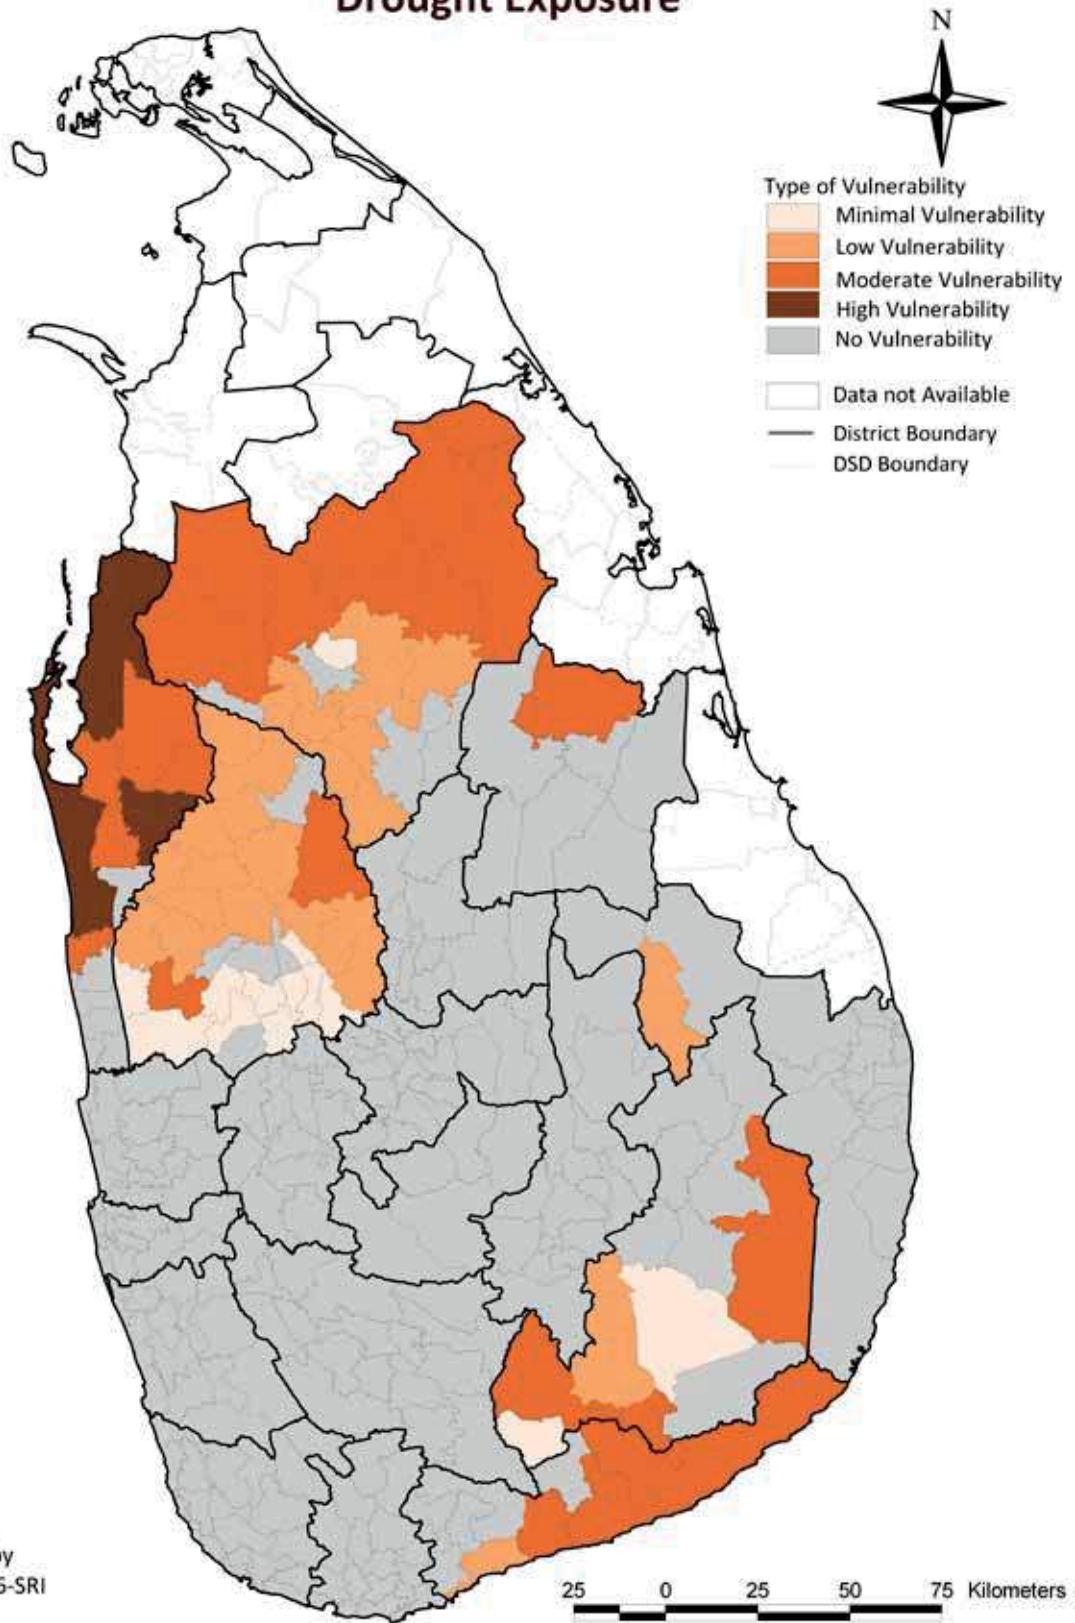 Drought Exposure
N
Type of Vulnerability
Minimal Vulnerability
Low Vulnerability
Moderate Vulnerability
High Vulnerability
No Vulnerability
Data not Available
District Boundary
DSD Boundary
-SRI
25 0 25 50 75 Kilometers